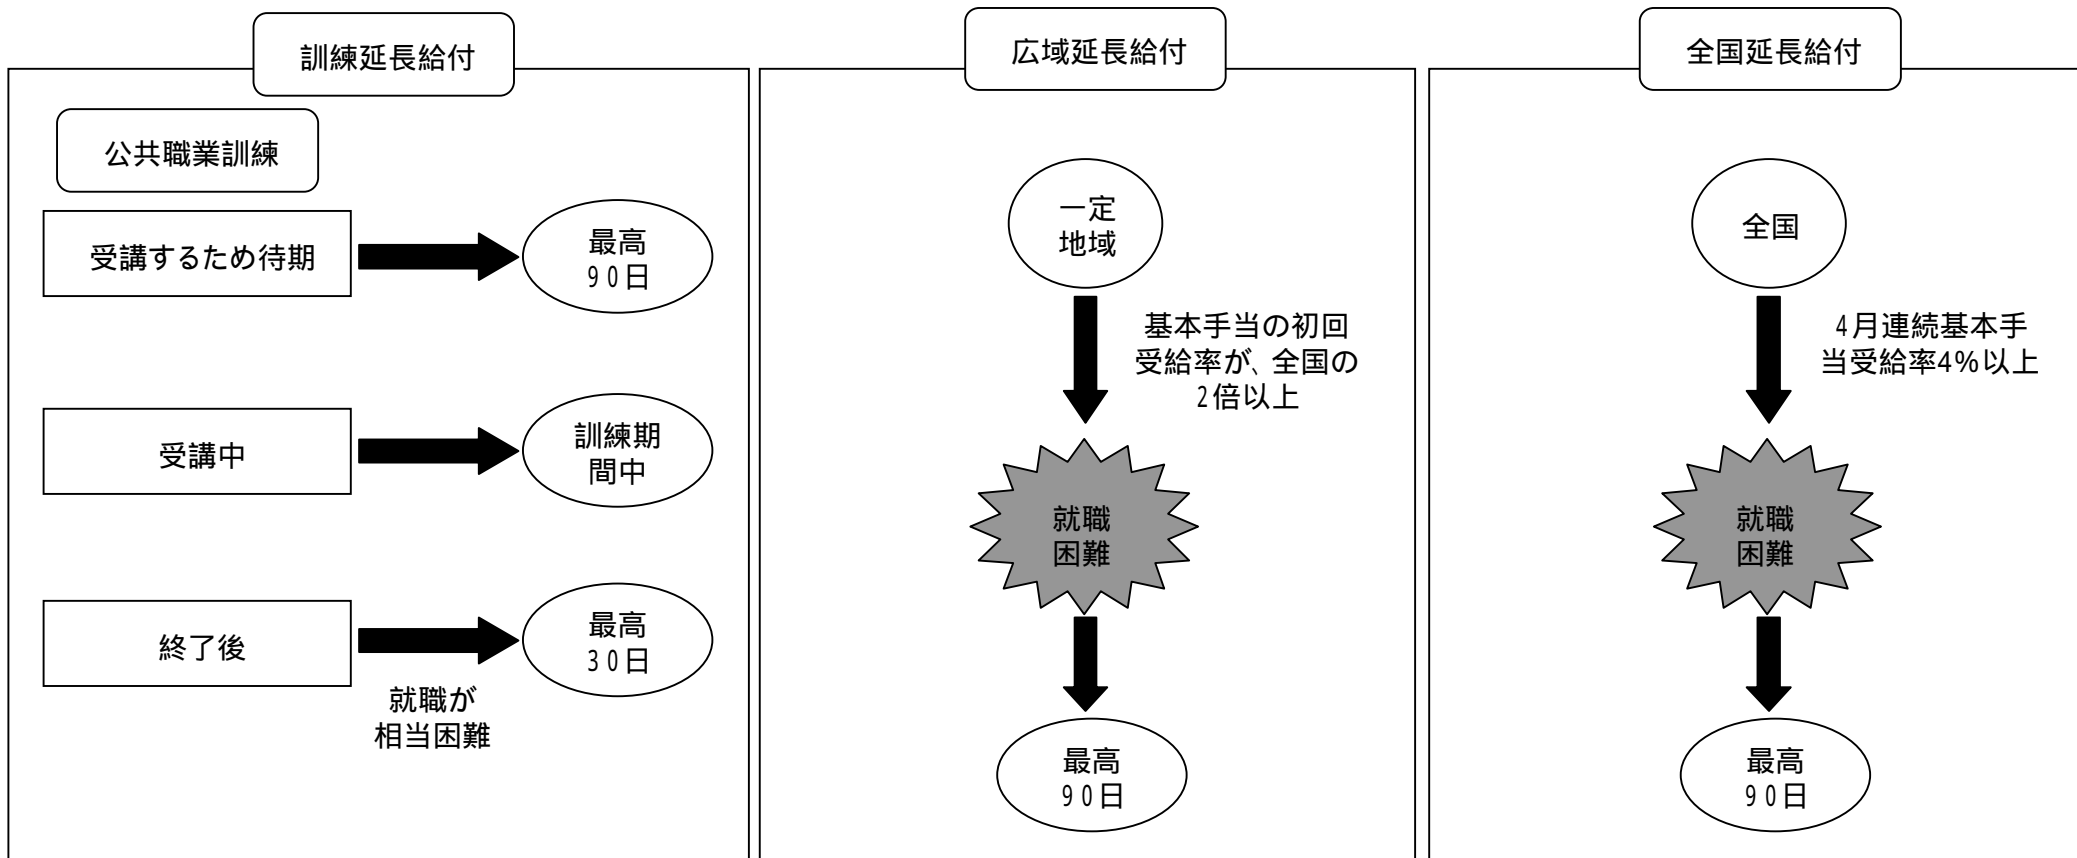 訓練延長給付
公共職業訓練
受講するため待期
最高
90日
受講中
訓練期
間中
終了後
最高
30日
就職が
相当困難
広域延長給付
一定
地域
基本手当の初回
受給率が、全国の
2倍以上
就職
困難
最高
90日
全国延長給付
全国
4月連続基本手
当受給率4%以上
就職
困難
最高
90日